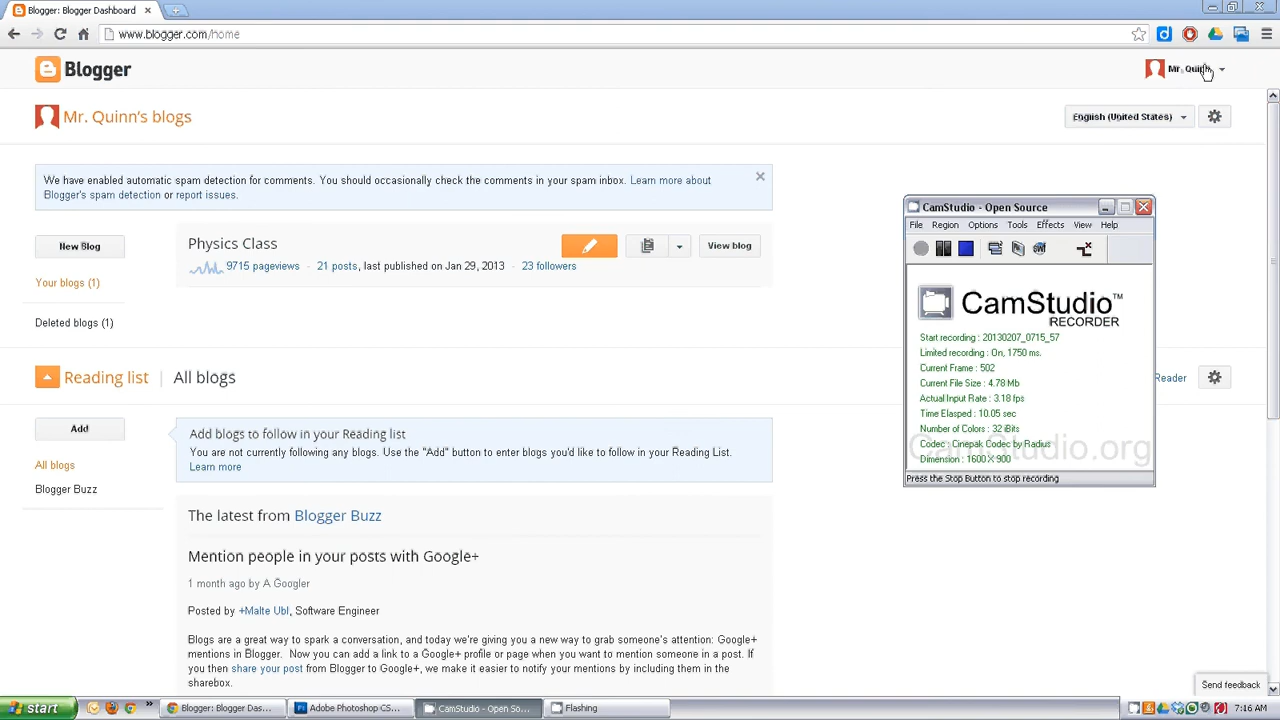 Blogger: Blogger Dashboard
www.blogger.com/home
Blogger
Mr. Quinn
Mr. Quinn's blogs
English (United States)
We have enabled automatic spam detection for comments. You should occasionally check the comments in your spam inbox. Learn more about
Blogger's spam detection or report issues.
New Blog
Physics Class
View blog
9715 pageviews · 21 posts, last published on Jan 29, 2013 · 23 followers
Your blogs (1)
Deleted blogs (1)
CamStudio - Open Source
File Region Options Tools Effects View Help
CamStudio™
RECORDER
Start recording : 20130207_0715_57
Limited recording : On, 1750 ms.
Current Frame : 502
Current File Size : 4.78 Mb
Actual Input Rate : 3.18 fps
Time Elasped : 10.05 sec
Number of Colors : 32 Bits
Codec : Cinepak Codec by Radius
Dimension : 1600 X 900
CamStudio.org
Press the Stop Button to stop recording
Reading list | All blogs
Reader
Add
Add blogs to follow in your Reading list
You are not currently following any blogs. Use the "Add" button to enter blogs you'd like to follow in your Reading List.
Learn more
All blogs
Blogger Buzz
The latest from Blogger Buzz
Mention people in your posts with Google+
1 month ago by A Googler
Posted by +Malte Ubl, Software Engineer
Blogs are a great way to spark a conversation, and today we're giving you a new way to grab someone's attention: Google+
mentions in Blogger. Now you can add a link to a Google+ profile or page when you want to mention someone in a post. If
you then share your post from Blogger to Google+, we make it easier to notify your mentions by including them in the
sharebox.
Send feedback
start
Blogger: Blogger Das...
Adobe Photoshop CS...
CamStudio - Open So...
Flashing
7:16 AM